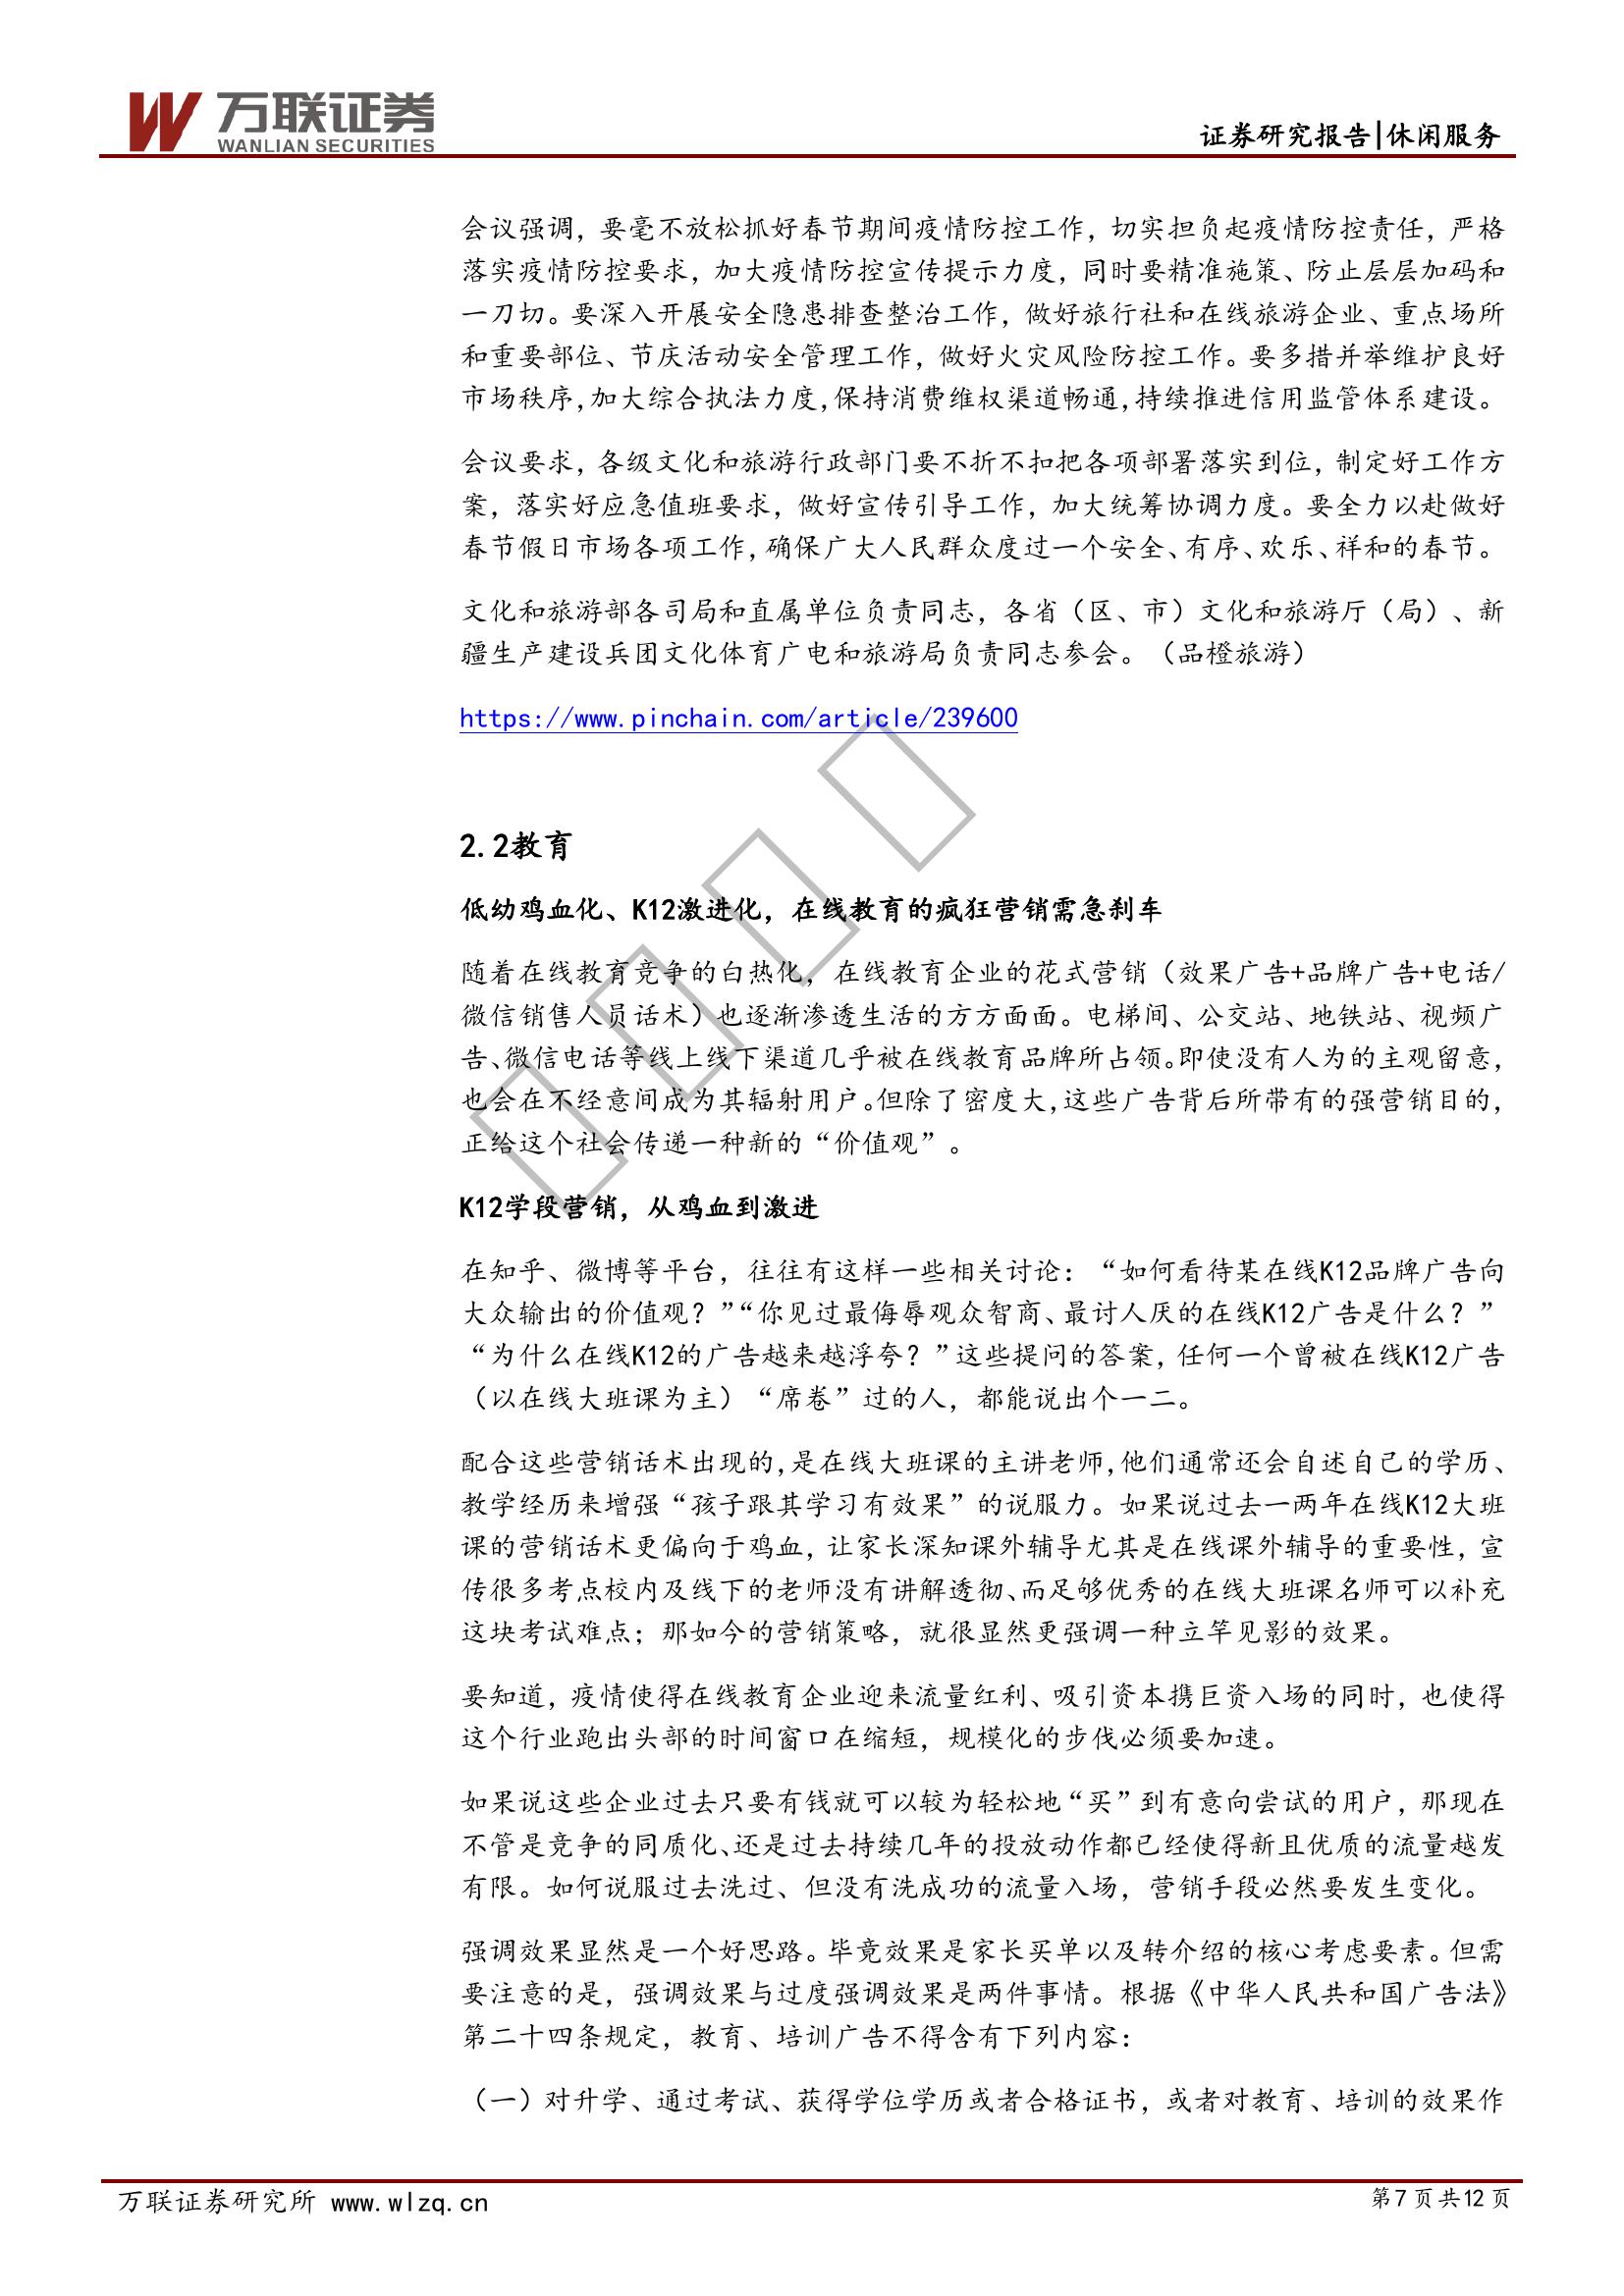 万联证券
WANLIAN SECURITIES
证券研究报告|休闲服务
会议强调，要毫不放松抓好春节期间疫情防控工作，切实担负起疫情防控责任，严格
落实疫情防控要求，加大疫情防控宣传提示力度，同时要精准施策、防止层层加码和
一刀切。要深入开展安全隐患排查整治工作，做好旅行社和在线旅游企业、重点场所
和重要部位、节庆活动安全管理工作，做好火灾风险防控工作。要多措并举维护良好
市场秩序,加大综合执法力度,保持消费维权渠道畅通,持续推进信用监管体系建设。
会议要求，各级文化和旅游行政部门要不折不扣把各项部署落实到位，制定好工作方
案，落实好应急值班要求，做好宣传引导工作，加大统筹协调力度。要全力以赴做好
春节假日市场各项工作,确保广大人民群众度过一个安全、有序、欢乐、祥和的春节。
文化和旅游部各司局和直属单位负责同志，各省（区、市）文化和旅游厅（局）、新
疆生产建设兵团文化体育广电和旅游局负责同志参会。（品橙旅游）
https://www.pinchain.com/article/239600
2.2教育
低幼鸡血化、K12激进化，在线教育的疯狂营销需急刹车
随着在线教育竞争的白热化，在线教育企业的花式营销（效果广告+品牌广告+电话/
微信销售人员话术）也逐渐渗透生活的方方面面。电梯间、公交站、地铁站、视频广
告、微信电话等线上线下渠道几乎被在线教育品牌所占领。即使没有人为的主观留意，
也会在不经意间成为其辐射用户。但除了密度大,这些广告背后所带有的强营销目的，
正给这个社会传递一种新的“价值观”。
K12学段营销，从鸡血到激进
在知乎、微博等平台，往往有这样一些相关讨论：“如何看待某在线K12品牌广告向
大众输出的价值观？”“你见过最侮辱观众智商、最讨人厌的在线K12广告是什么？”
“为什么在线K12的广告越来越浮夸？”这些提问的答案，任何一个曾被在线K12广告
（以在线大班课为主）“席卷”过的人，都能说出个一二。
配合这些营销话术出现的,是在线大班课的主讲老师,他们通常还会自述自己的学历、
教学经历来增强“孩子跟其学习有效果”的说服力。如果说过去一两年在线K12大班
课的营销话术更偏向于鸡血，让家长深知课外辅导尤其是在线课外辅导的重要性，宣
传很多考点校内及线下的老师没有讲解透彻、而足够优秀的在线大班课名师可以补充
这块考试难点；那如今的营销策略，就很显然更强调一种立竿见影的效果。
要知道，疫情使得在线教育企业迎来流量红利、吸引资本携巨资入场的同时，也使得
这个行业跑出头部的时间窗口在缩短，规模化的步伐必须要加速。
如果说这些企业过去只要有钱就可以较为轻松地“买”到有意向尝试的用户，那现在
不管是竞争的同质化、还是过去持续几年的投放动作都已经使得新且优质的流量越发
有限。如何说服过去洗过、但没有洗成功的流量入场，营销手段必然要发生变化。
强调效果显然是一个好思路。毕竟效果是家长买单以及转介绍的核心考虑要素。但需
要注意的是，强调效果与过度强调效果是两件事情。根据《中华人民共和国广告法》
第二十四条规定，教育、培训广告不得含有下列内容：
（一）对升学、通过考试、获得学位学历或者合格证书，或者对教育、培训的效果作
万联证券研究所 www.wlzq.cn
第 7 页 共 12 页